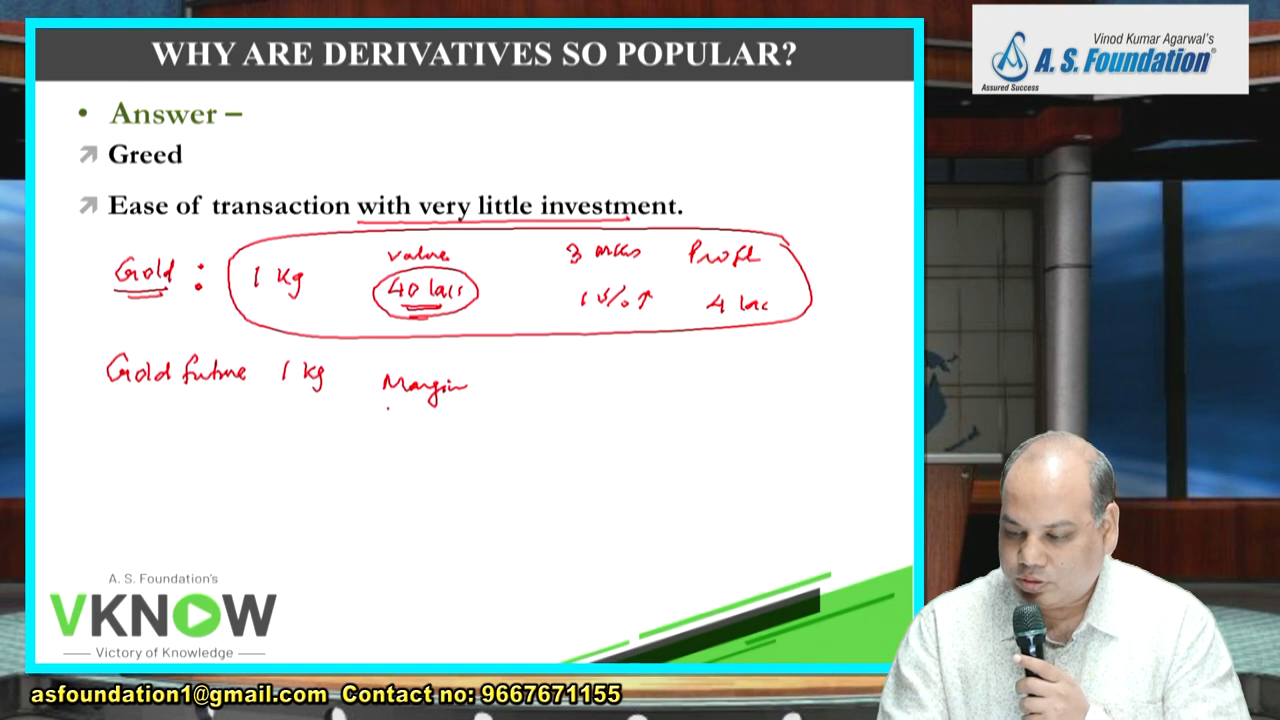 WHY ARE DERIVATIVES SO POPULAR?
Vinod Kumar Agarwal's
A. S. Foundation®
Assured Success
• Answer –
Greed
Ease of transaction with very little investment.
value 3 mths Profit
Gold : 1 Kg 40 lacs 10% ↑ 4 lac
Gold future 1 kg Margin
A. S. Foundation's
VKNOW
Victory of Knowledge
asfoundation1@gmail.com Contact no: 9667671155